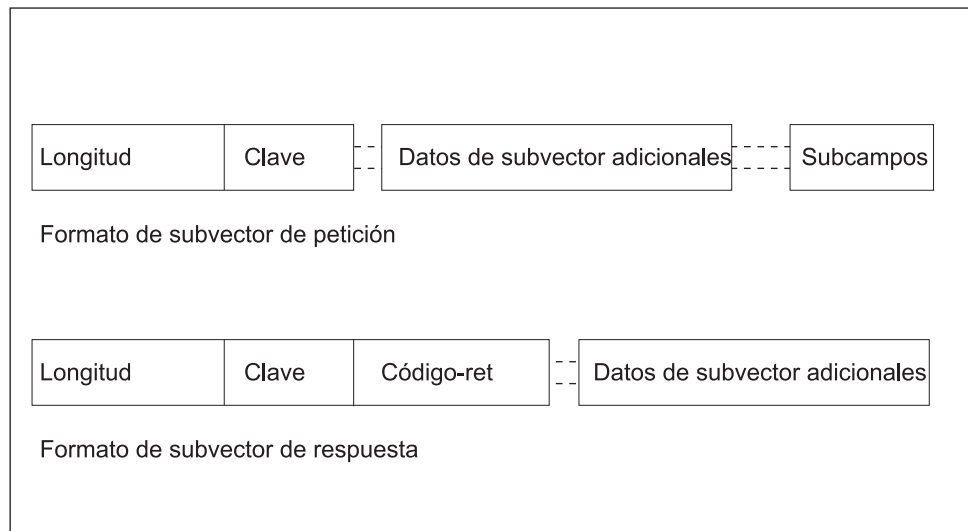 Longitud Clave Datos de subvector adicionales Subcampos
Formato de subvector de petición
Longitud Clave Código-ret Datos de subvector adicionales
Formato de subvector de respuesta